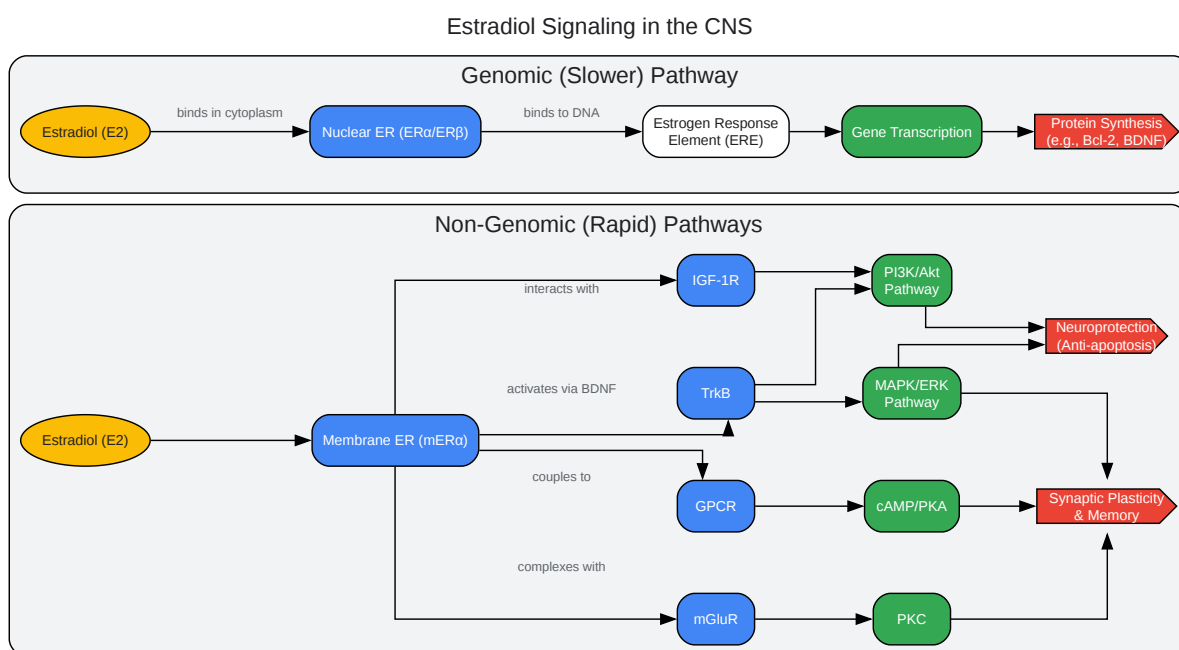 Estradiol Signaling in the CNS
Genomic (Slower) Pathway
binds in cytoplasm
binds to DNA
Estradiol (E2)
Nuclear ER (ERα/ERβ)
Estrogen Response
Element (ERE)
Gene Transcription
Protein Synthesis
(e.g., Bcl-2, BDNF)
Non-Genomic (Rapid) Pathways
IGF-1R
interacts with
PI3K/Akt
Pathway
Neuroprotection
(Anti-apoptosis)
activates via BDNF
TrkB
MAPK/ERK
Pathway
Estradiol (E2)
Membrane ER (mERα)
couples to
GPCR
cAMP/PKA
Synaptic Plasticity
& Memory
complexes with
mGluR
PKC